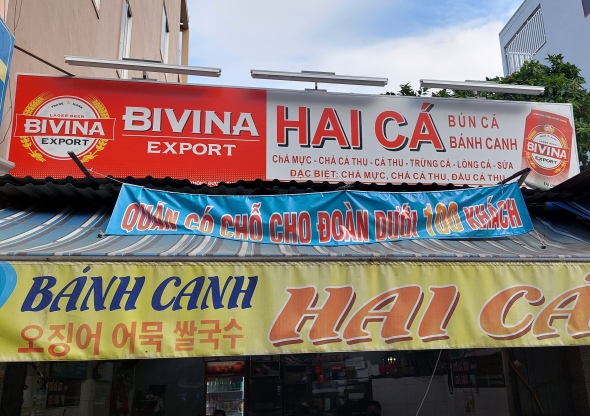 BIVINA
EXPORT
LAGER BEER
BIVINA
EXPORT
HAI CÁ
BÚN CÁ
BÁNH CANH
CHẢ MỰC - CHẢ CÁ THU - CÁ THU - TRỨNG CÁ - LÒNG CÁ - SỨA
ĐẶC BIỆT: CHẢ MỰC, CHẢ CÁ THU, ĐẦU CÁ THU
BIVINA
EXPORT
QUÁN CÓ CHỖ CHO ĐOÀN DƯỚI 100 KHÁCH
BÁNH CANH
오징어 어묵 쌀국수
HAI CÁ